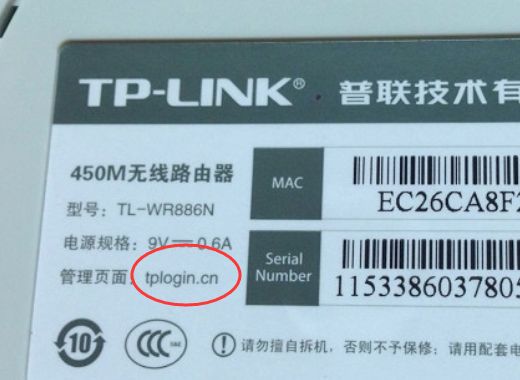 TP-LINK® 普联技术有
450M无线路由器
型号：TL-WR886N
电源规格：9V⎓0.6A
管理页面：tplogin.cn
MAC
EC26CA8F2
Serial
Number
1153386037805
10
CCC
请勿擅自拆机，否则不予保修；请用配套电